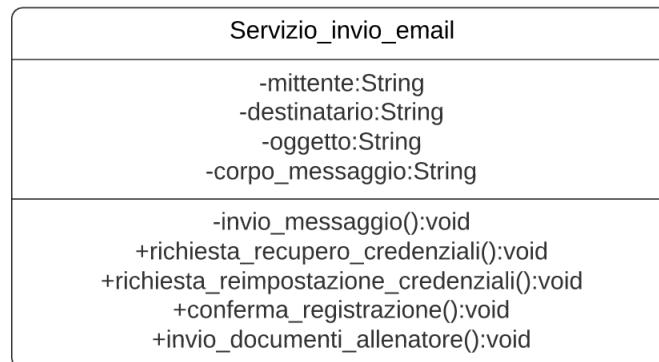 Servizio_invio_email
-mittente:String
-destinatario:String
-oggetto:String
-corpo_messaggio:String
-invio_messaggio():void
+richiesta_recupero_credenziali():void
+richiesta_reimpostazione_credenziali():void
+conferma_registrazione():void
+invio_documenti_allenatore():void